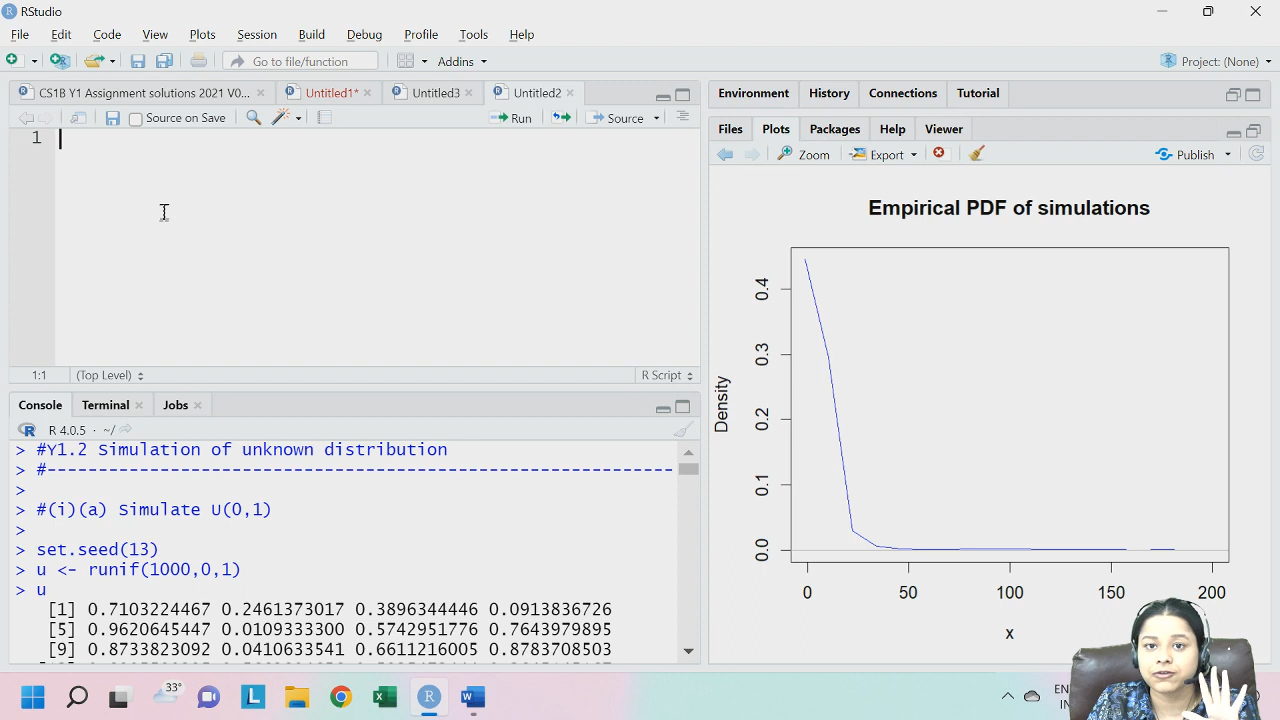 RStudio
File Edit Code View Plots Session Build Debug Profile Tools Help
Go to file/function Addins Project: (None)
CS1B Y1 Assignment solutions 2021 V0... Untitled1* Untitled3 Untitled2
Source on Save Run Source
1
1:1 (Top Level) R Script
Console Terminal Jobs
R 4.0.5 · ~/
> #Y1.2 Simulation of unknown distribution
> #----------------------------------------------------------------
>
> #(i)(a) Simulate U(0,1)
>
> set.seed(13)
> u <- runif(1000,0,1)
> u
[1] 0.7103224467 0.2461373017 0.3896344446 0.0913836726
[5] 0.9620645447 0.0109333300 0.5742951776 0.7643979895
[9] 0.8733823092 0.0410633541 0.6611216005 0.8783708503
Environment History Connections Tutorial
Files Plots Packages Help Viewer
Zoom Export Publish
Empirical PDF of simulations
Density
0.4
0.3
0.2
0.1
0.0
0 50 100 150 200
x
33°
EN